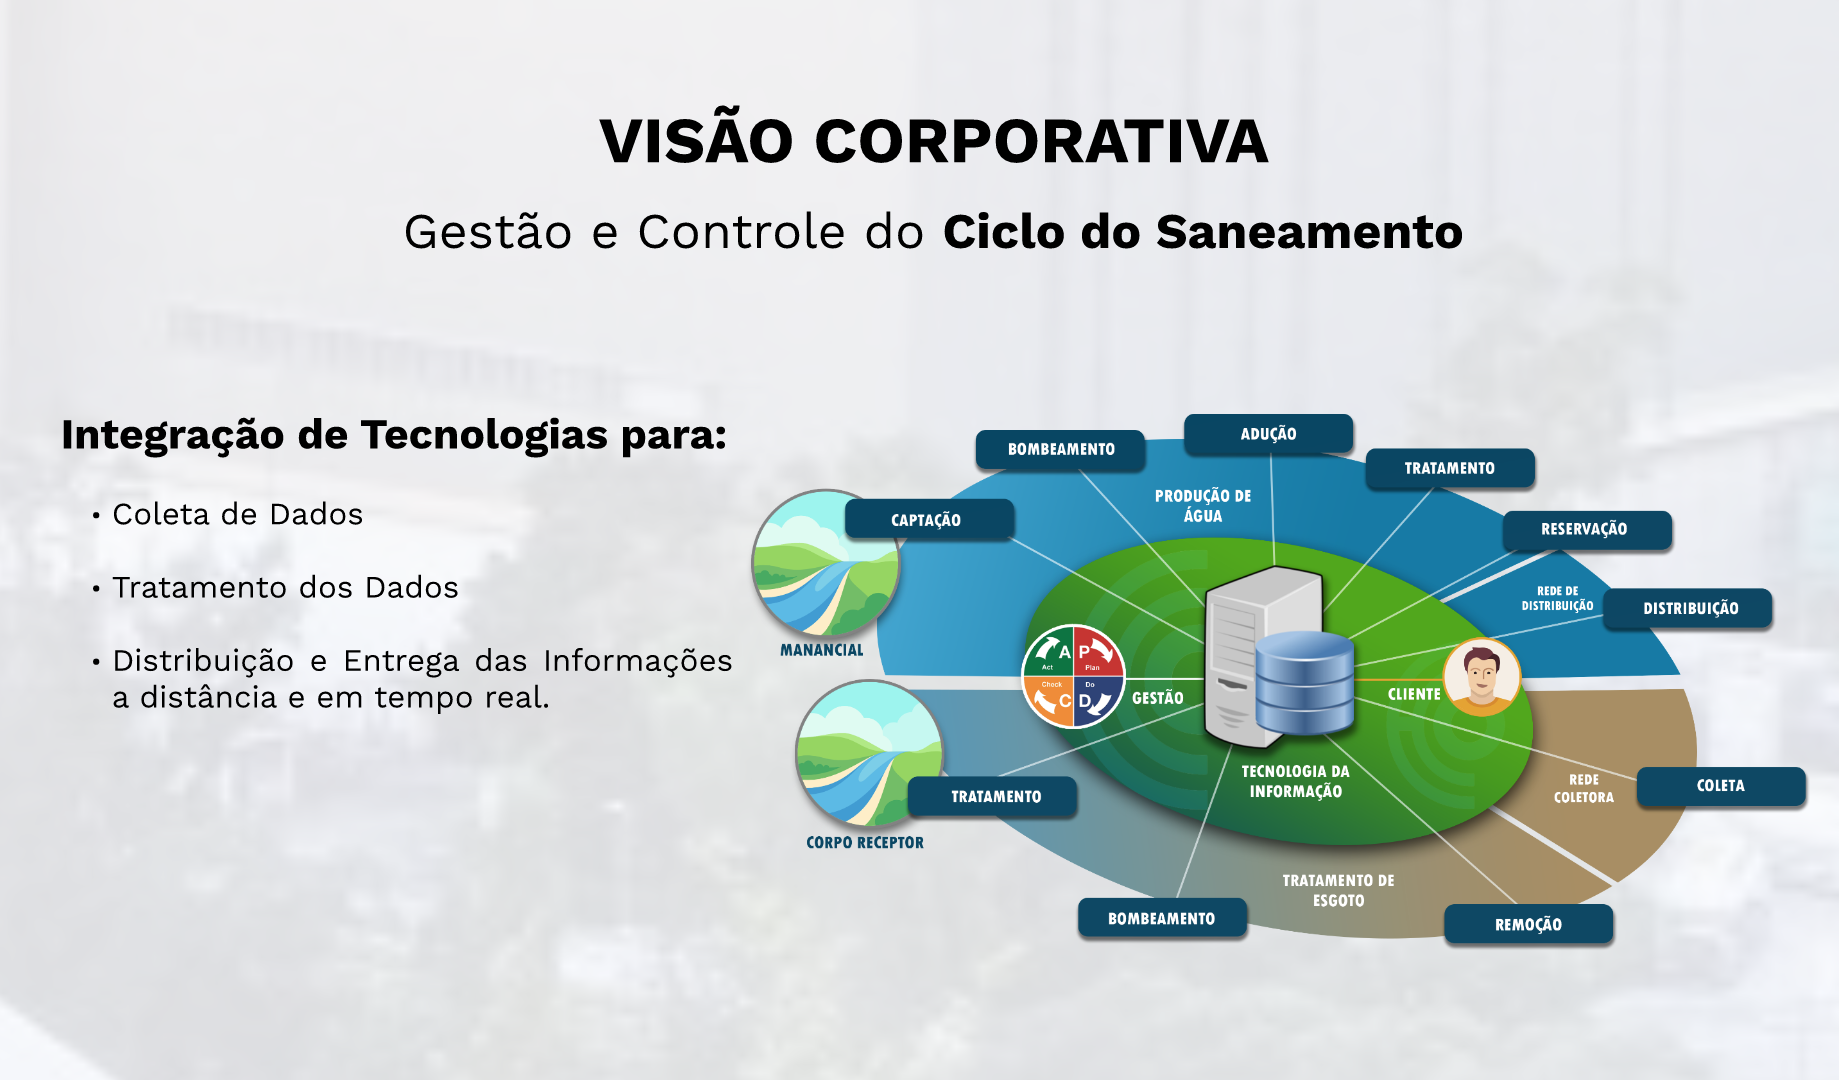 VISÃO CORPORATIVA
Gestão e Controle do Ciclo do Saneamento
Integração de Tecnologias para:
• Coleta de Dados
• Tratamento dos Dados
• Distribuição e Entrega das Informações
a distância e em tempo real.
ADUÇÃO
BOMBEAMENTO
TRATAMENTO
PRODUÇÃO DE
ÁGUA
CAPTAÇÃO
RESERVAÇÃO
REDE DE
DISTRIBUIÇÃO
DISTRIBUIÇÃO
MANANCIAL
A
Act
P
Plan
Check
C
Do
D
GESTÃO
CLIENTE
TECNOLOGIA DA
INFORMAÇÃO
REDE
COLETORA
COLETA
TRATAMENTO
CORPO RECEPTOR
TRATAMENTO DE
ESGOTO
BOMBEAMENTO
REMOÇÃO